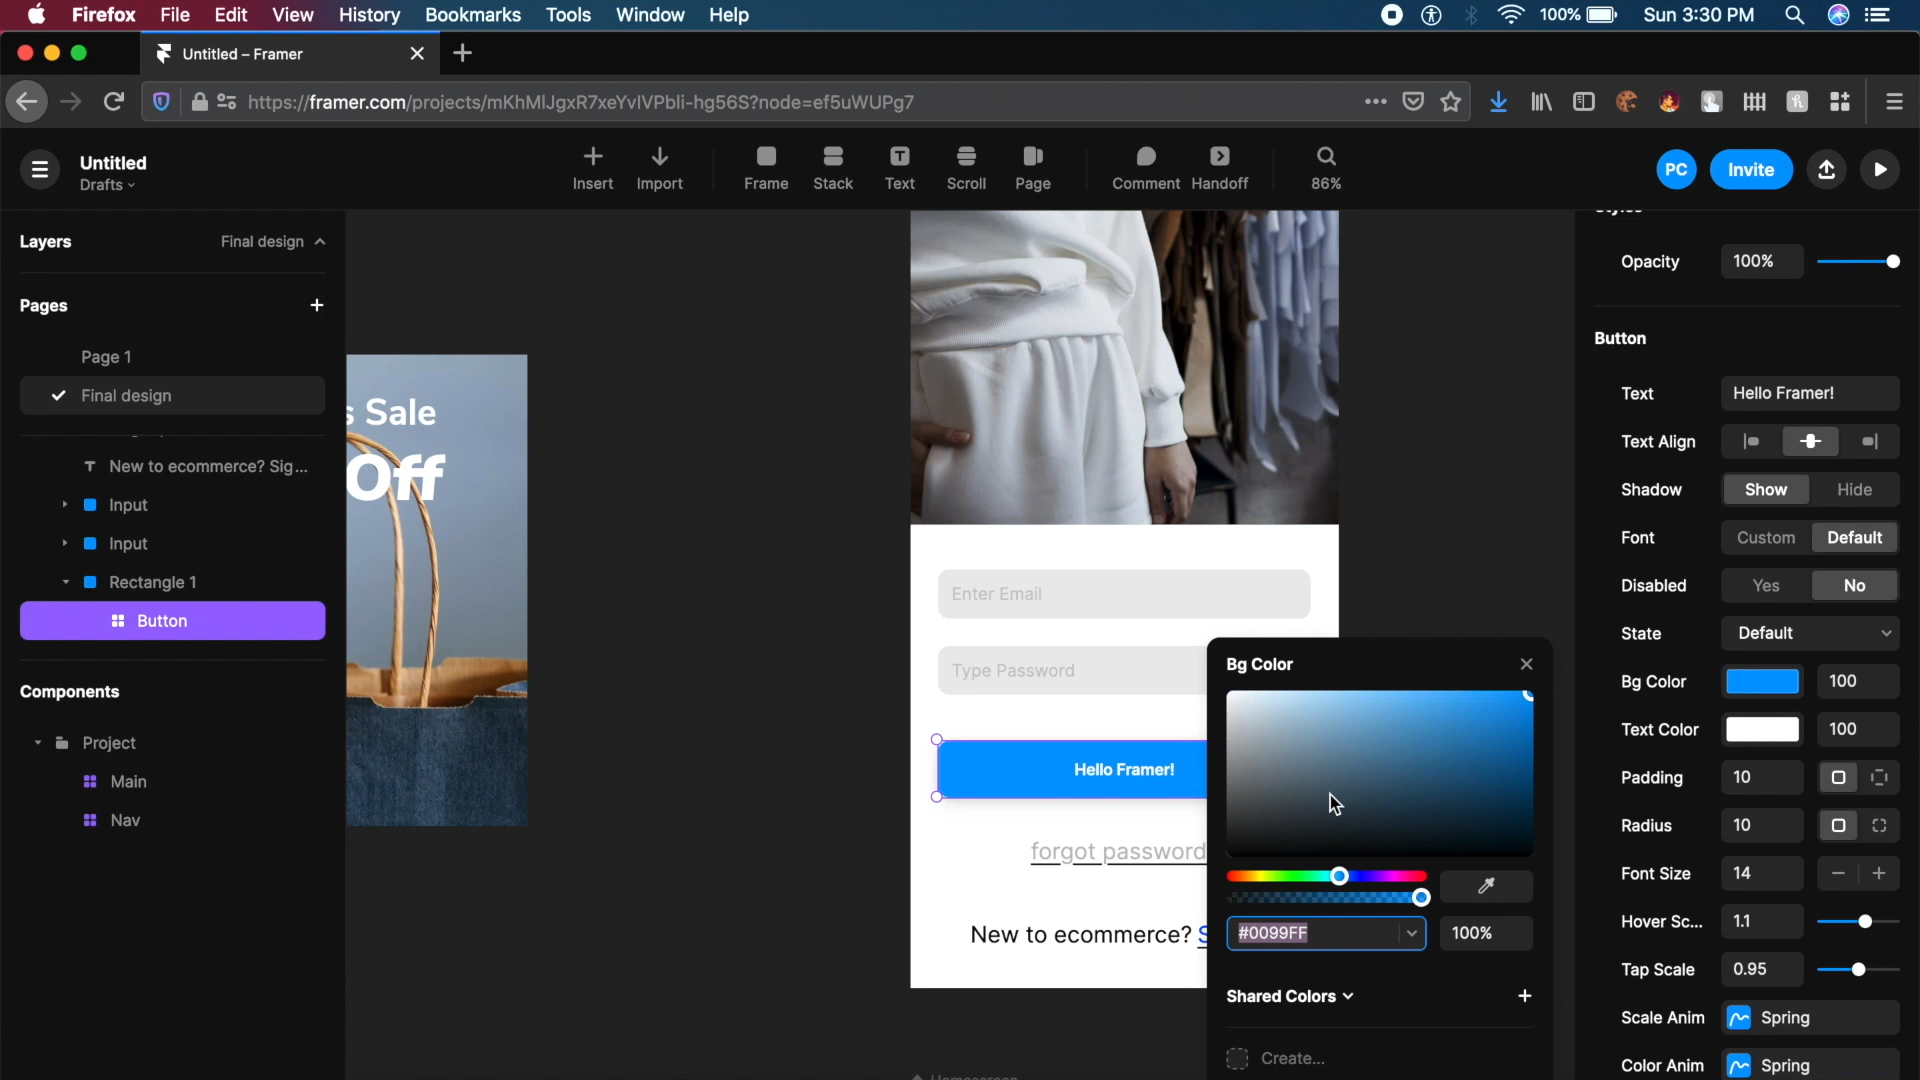 Firefox File Edit View History Bookmarks Tools Window Help 100% Sun 3:30 PM
Untitled – Framer
https://framer.com/projects/mKhMIJgxR7xeYvIVPbli-hg56S?node=ef5uWUPg7
Untitled
Drafts
Insert Import Frame Stack Text Scroll Page Comment Handoff 86%
PC Invite
Layers Final design
Pages
Page 1
Final design
New to ecommerce? Sig...
Input
Input
Rectangle 1
Button
Components
Project
Main
Nav
s Sale
Off
Enter Email
Type Password
Hello Framer!
forgot password
New to ecommerce? S
Bg Color
#0099FF 100%
Shared Colors
Create...
Opacity 100%
Button
Text Hello Framer!
Text Align
Shadow Show Hide
Font Custom Default
Disabled Yes No
State Default
Bg Color 100
Text Color 100
Padding 10
Radius 10
Font Size 14
Hover Sc... 1.1
Tap Scale 0.95
Scale Anim Spring
Color Anim Spring